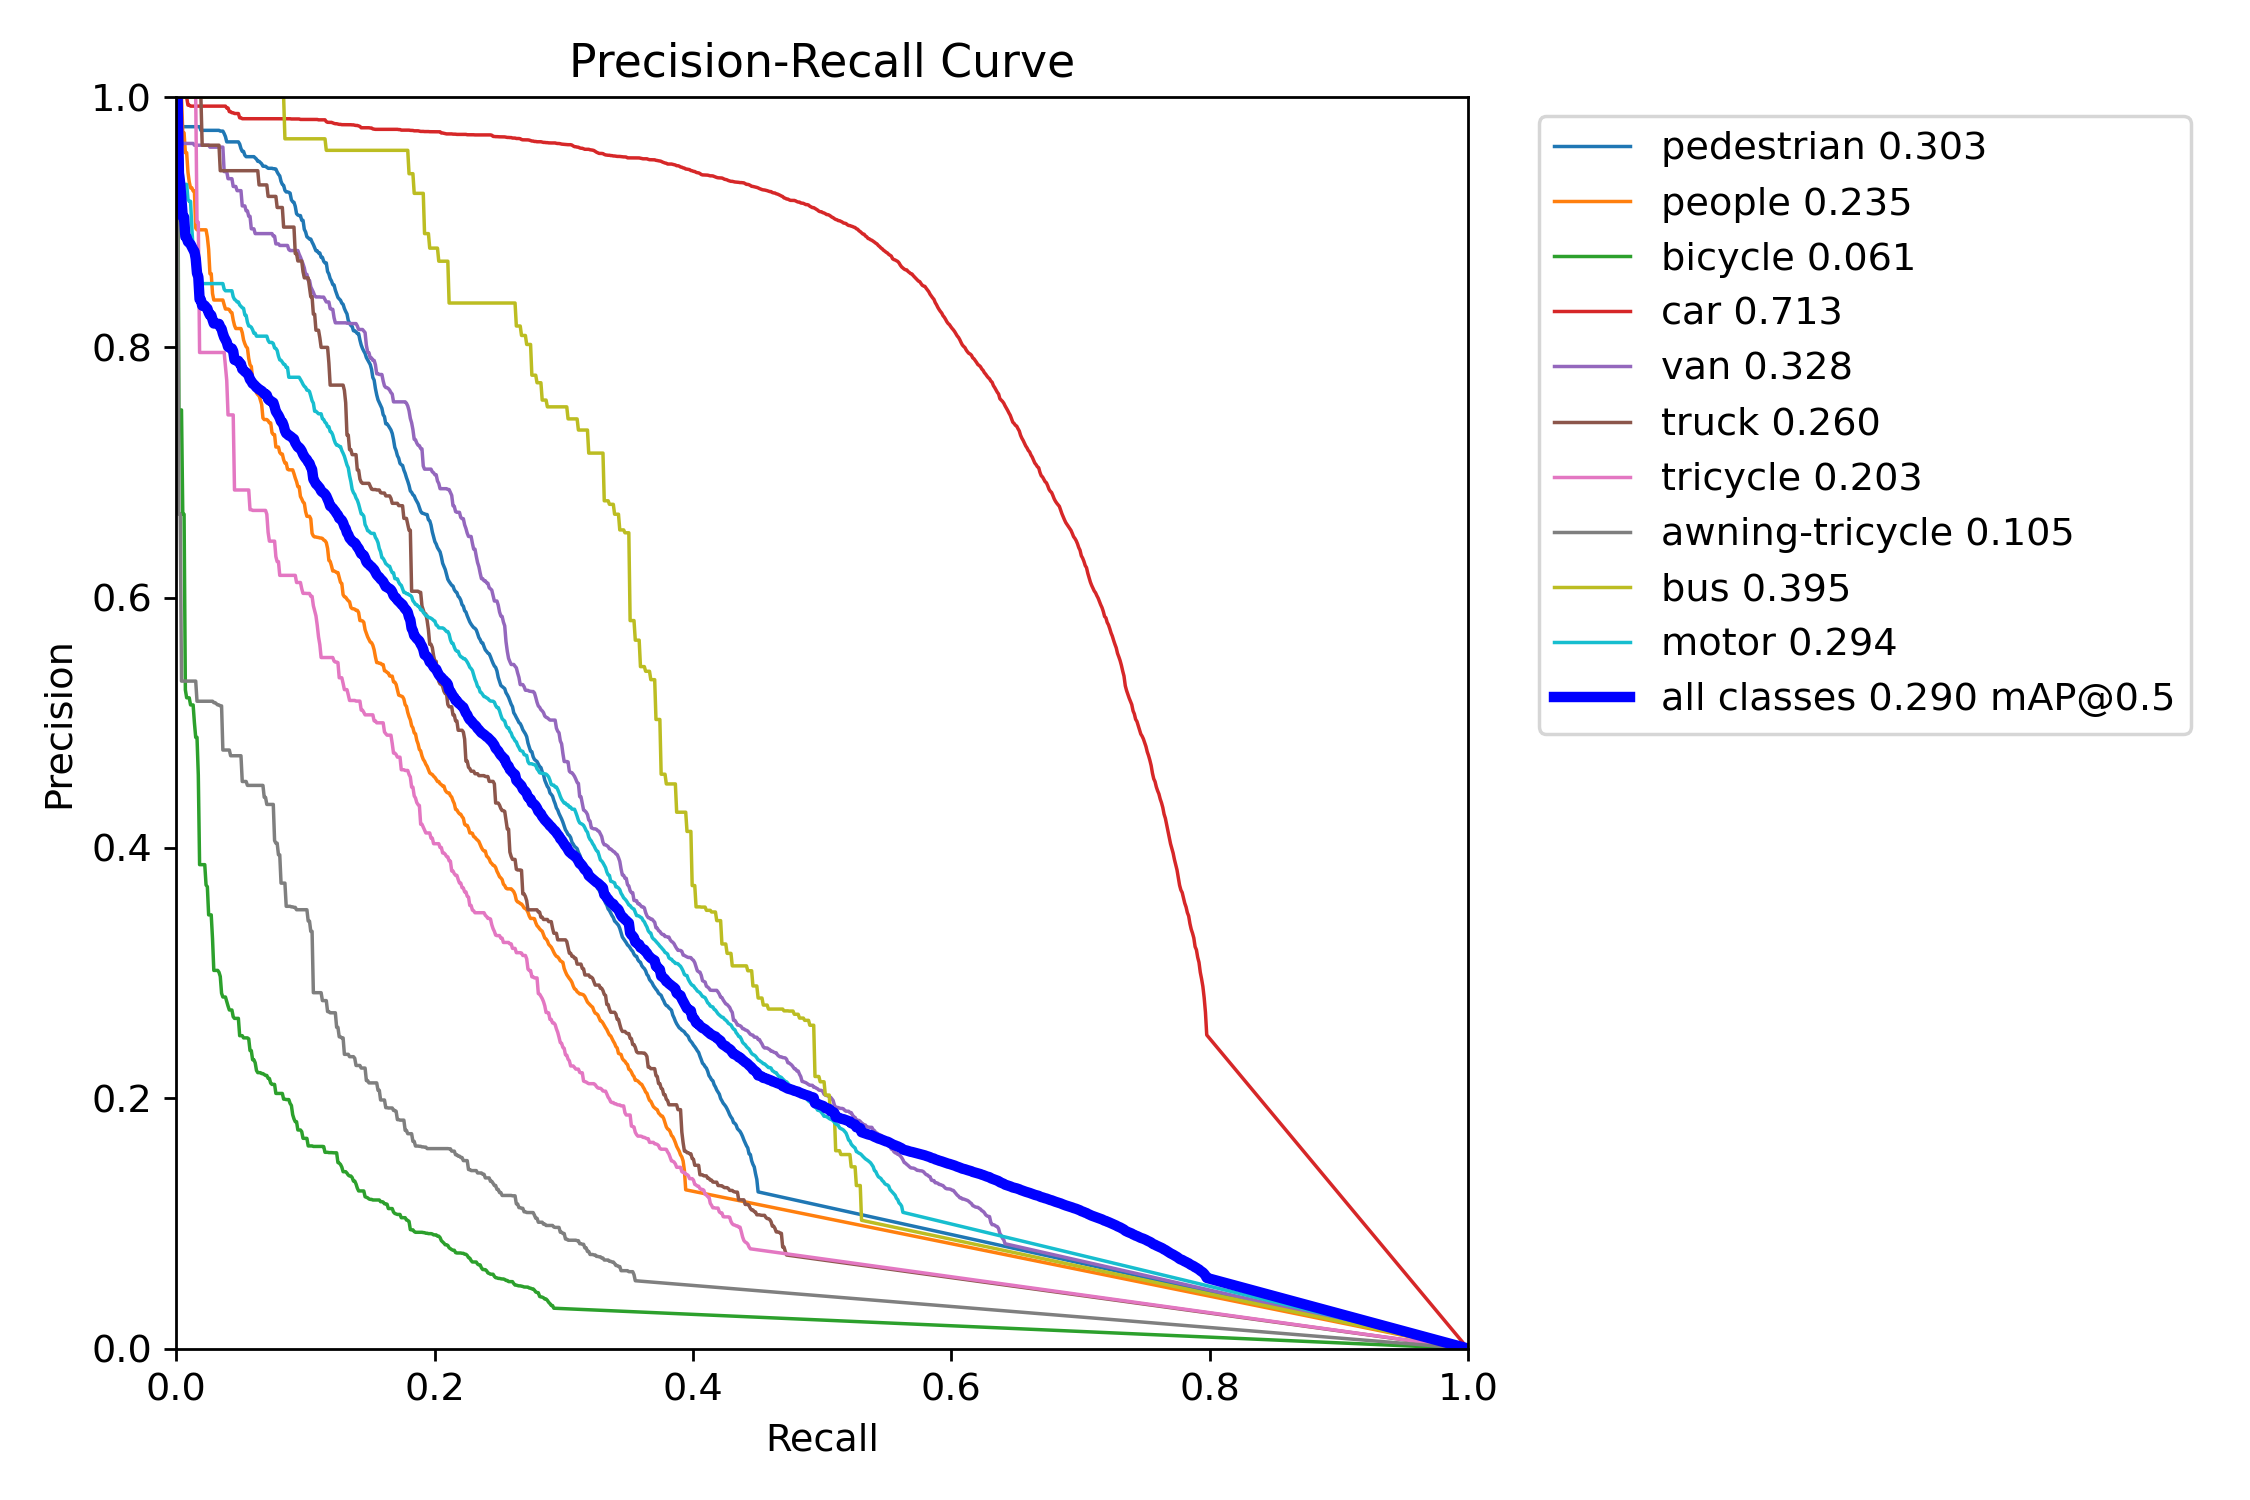 Precision-Recall Curve
1.0
0.8
0.6
0.4
0.2
0.0
Precision
0.0 0.2 0.4 0.6 0.8 1.0
Recall
pedestrian 0.303
people 0.235
bicycle 0.061
car 0.713
van 0.328
truck 0.260
tricycle 0.203
awning-tricycle 0.105
bus 0.395
motor 0.294
all classes 0.290 mAP@0.5